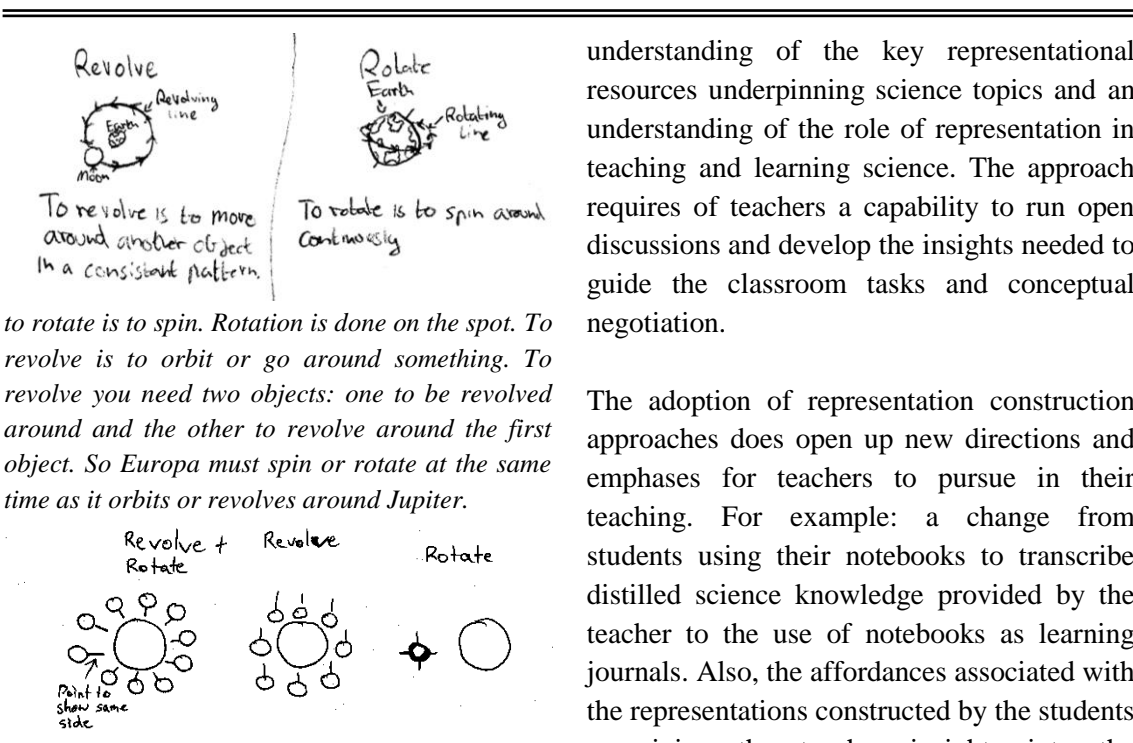 Revolve
Revolving
line
Earth
Moon
To revolve is to move
around another object
In a consistant pattern.
Rotate
Earth
Rotating
Line
To rotate is to spin around
Continuosly
to rotate is to spin. Rotation is done on the spot. To
revolve is to orbit or go around something. To
revolve you need two objects: one to be revolved
around and the other to revolve around the first
object. So Europa must spin or rotate at the same
time as it orbits or revolves around Jupiter.
Revolve +
Rotate
Revolve
Rotate
Point to
show same
side
understanding of the key representational
resources underpinning science topics and an
understanding of the role of representation in
teaching and learning science. The approach
requires of teachers a capability to run open
discussions and develop the insights needed to
guide the classroom tasks and conceptual
negotiation.
The adoption of representation construction
approaches does open up new directions and
emphases for teachers to pursue in their
teaching. For example: a change from
students using their notebooks to transcribe
distilled science knowledge provided by the
teacher to the use of notebooks as learning
journals. Also, the affordances associated with
the representations constructed by the students